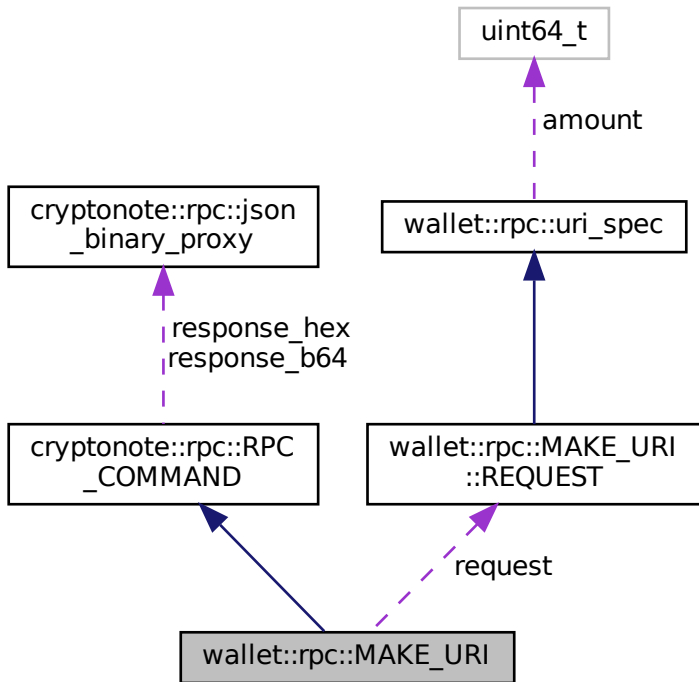 uint64_t
amount
cryptonote::rpc::json
_binary_proxy
wallet::rpc::uri_spec
response_hex
response_b64
cryptonote::rpc::RPC
_COMMAND
wallet::rpc::MAKE_URI
::REQUEST
request
wallet::rpc::MAKE_URI